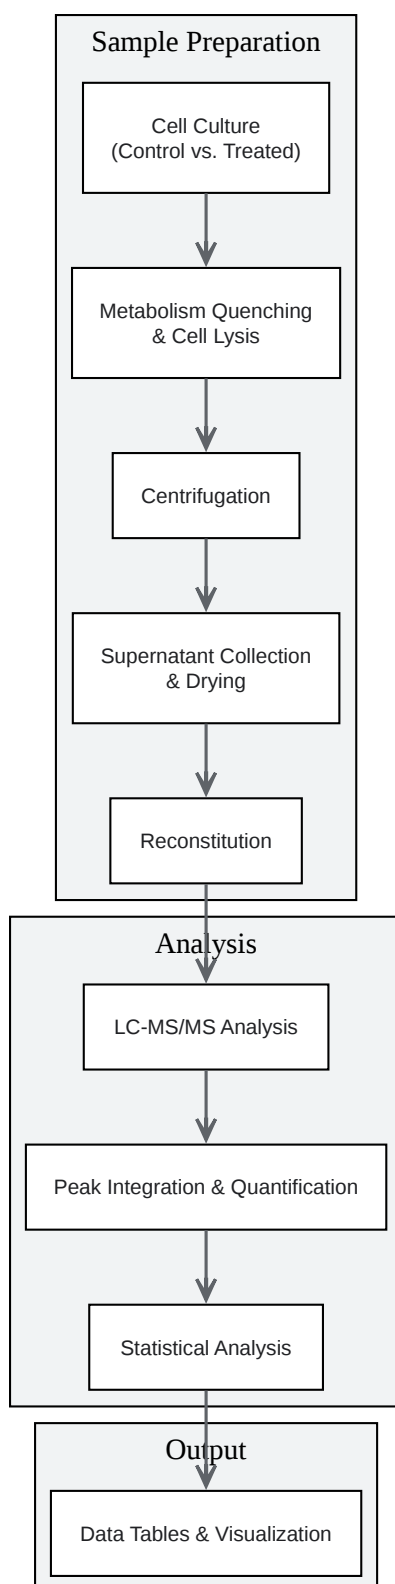 Sample Preparation
Cell Culture
(Control vs. Treated)
Metabolism Quenching
& Cell Lysis
Centrifugation
Supernatant Collection
& Drying
Reconstitution
Analysis
LC-MS/MS Analysis
Peak Integration & Quantification
Statistical Analysis
Output
Data Tables & Visualization